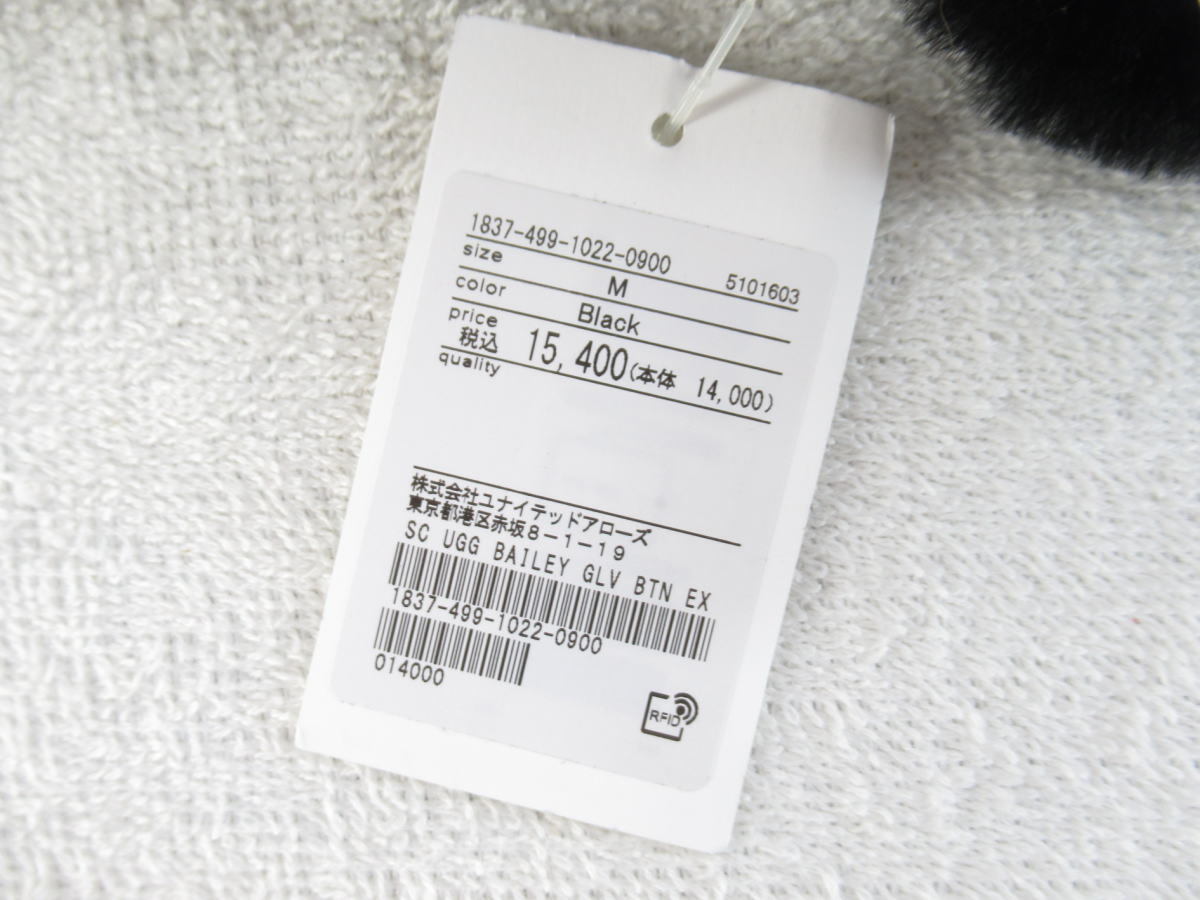 1837-499-1022-0900
size 5101603
M
color
Black
price
税込 15,400(本体 14,000)
quality
株式会社ユナイテッドアローズ
東京都港区赤坂8-1-19
SC UGG BAILEY GLV BTN EX
1837-499-1022-0900
014000
RFID